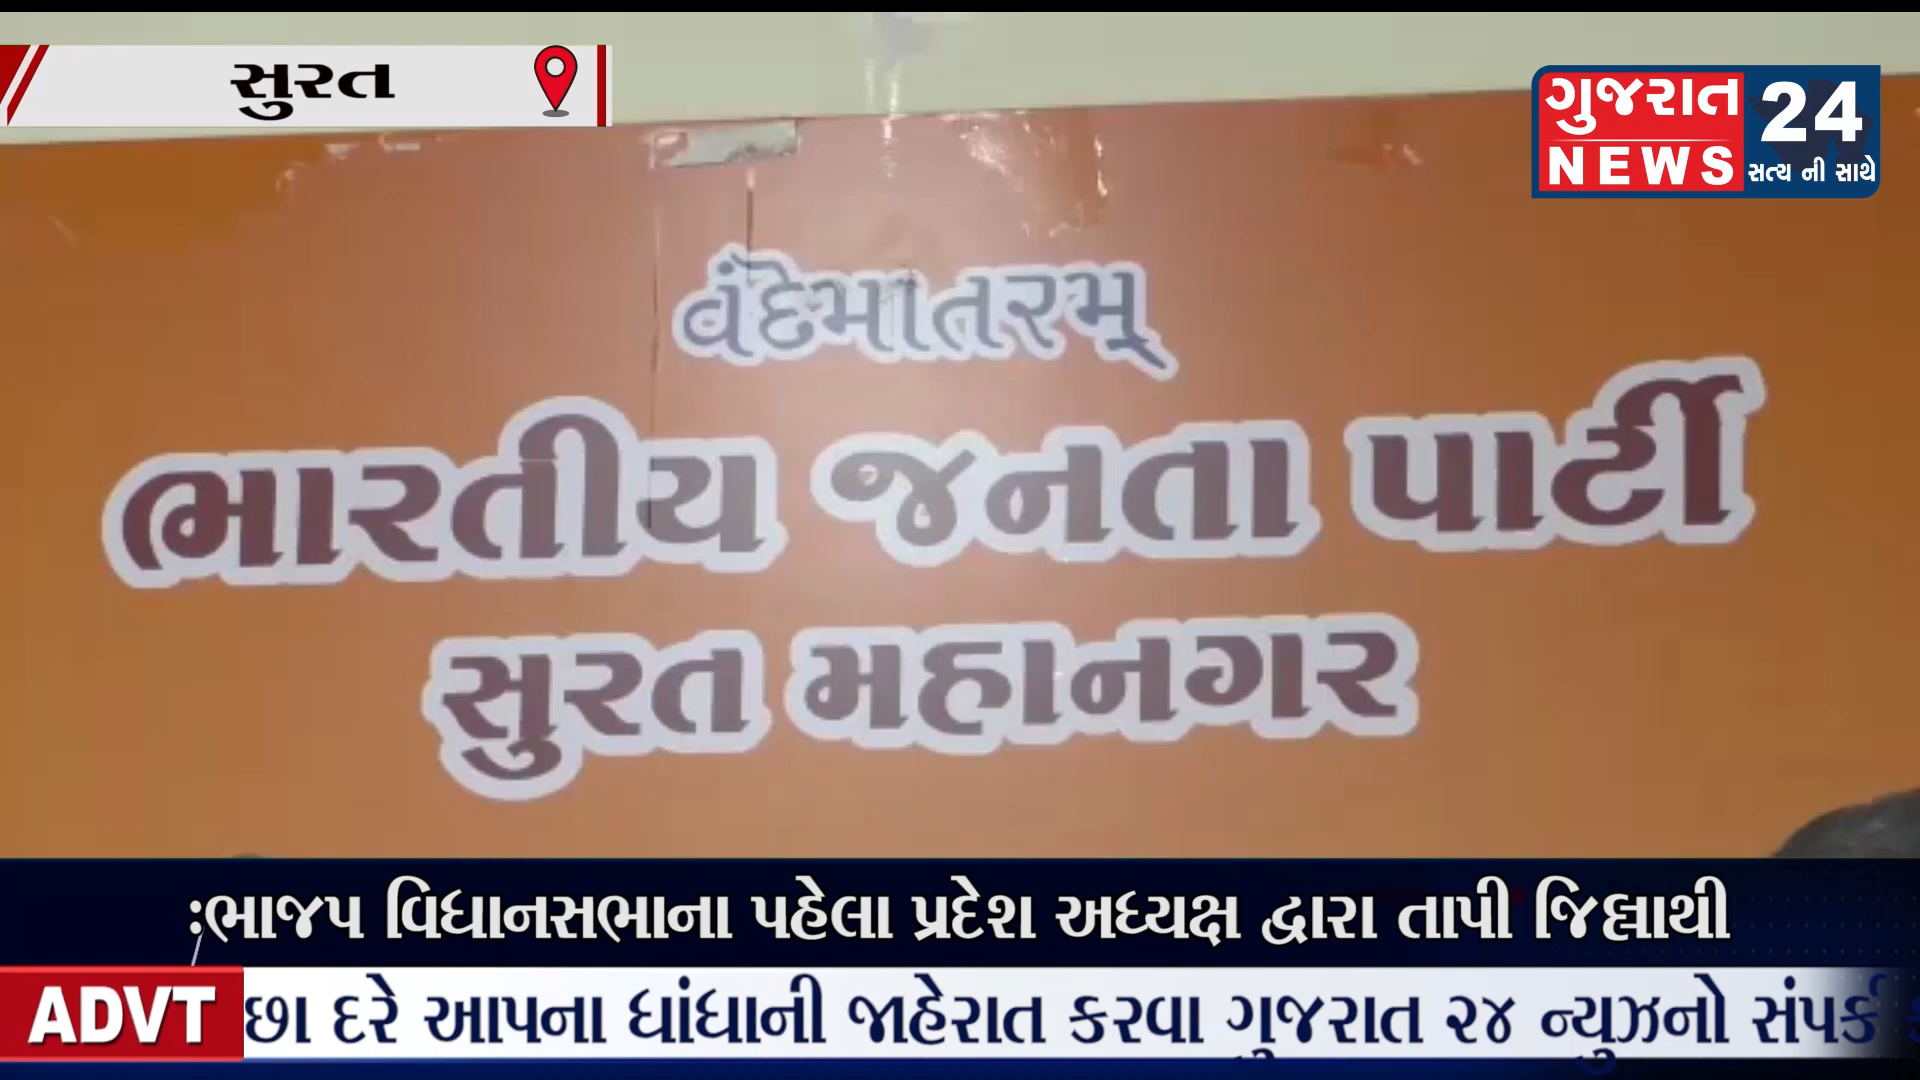 સુરત
ગુજરાત
NEWS
24
સત્ય ની સાથે
વંદેમાતરમ્
ભારતીય જનતા પાર્ટી
સુરત મહાનગર
:ભાજપ વિધાનસભાના પહેલા પ્રદેશ અધ્યક્ષ દ્વારા તાપી જિલ્લાથી
ADVT
છા દરે આપના ધાંધાની જાહેરાત કરવા ગુજરાત ૨૪ ન્યુઝનો સંપર્ક